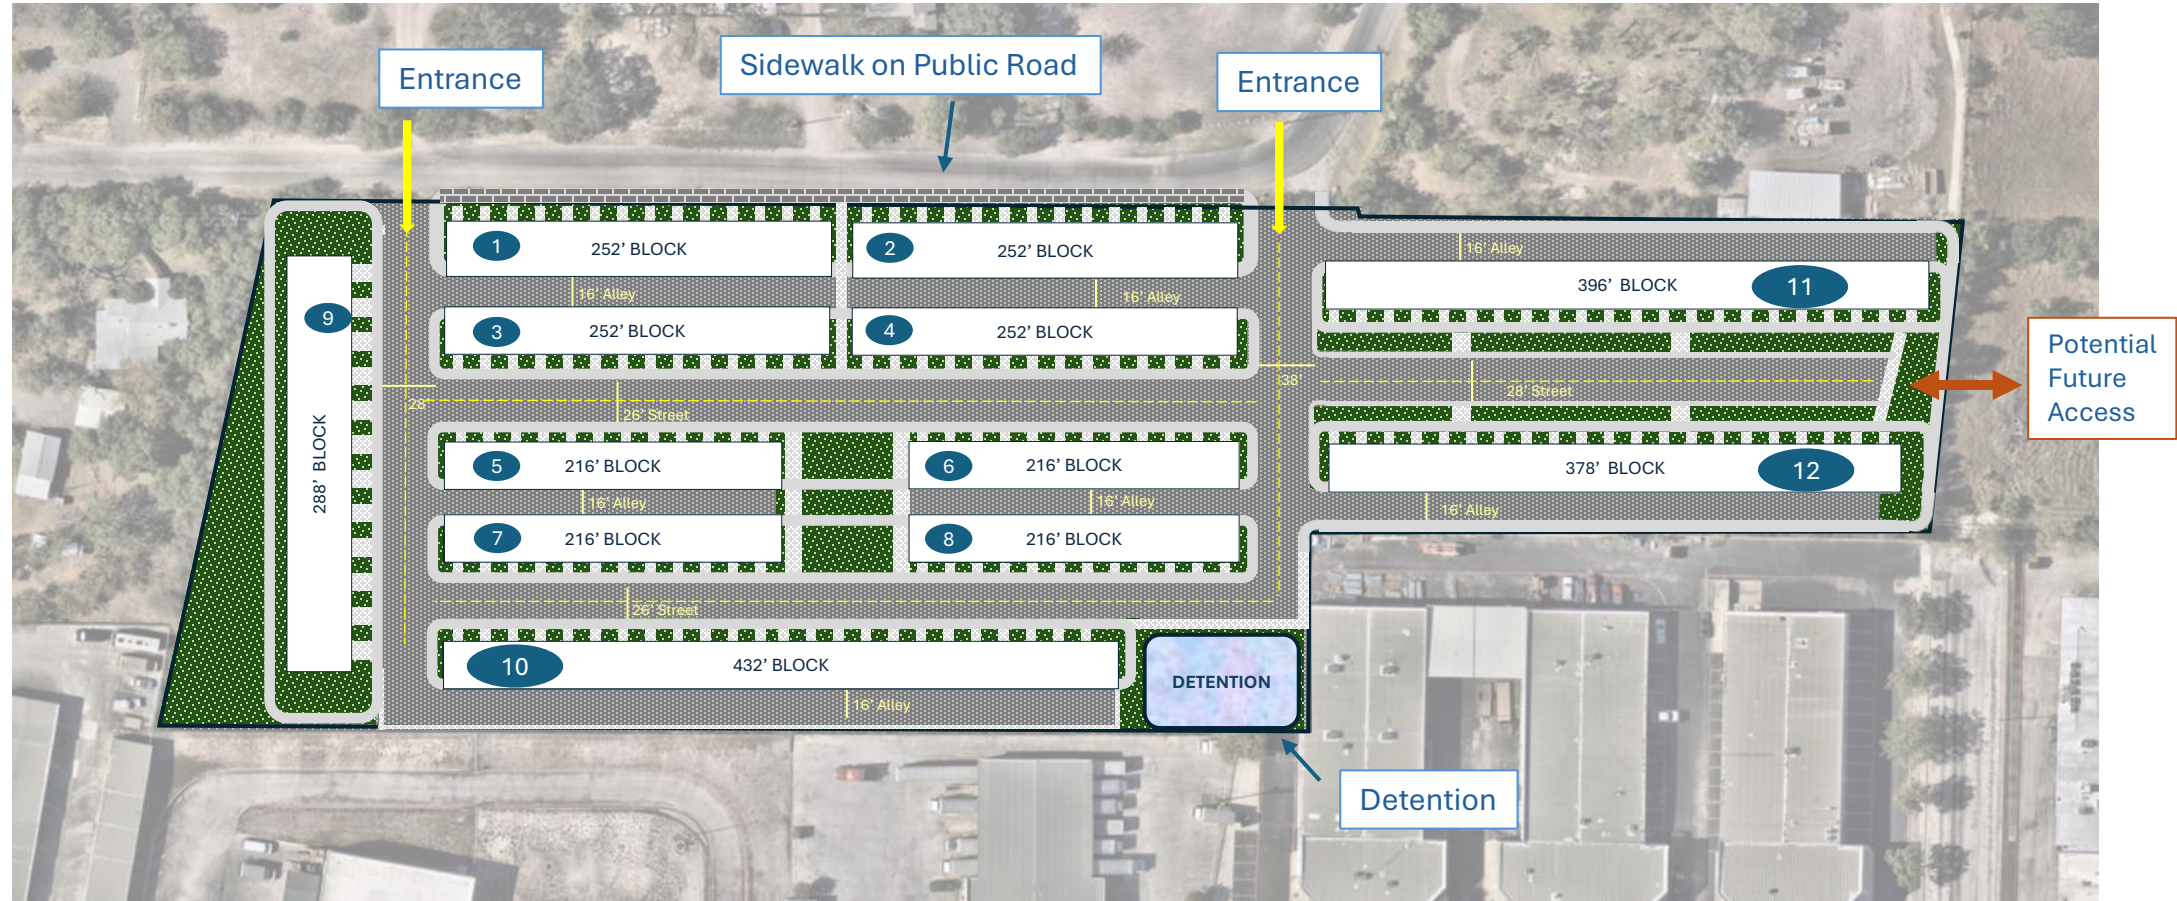 Entrance
Sidewalk on Public Road
Entrance
1
252’ BLOCK
2
252’ BLOCK
16’ Alley
9
288’ BLOCK
16’ Alley
16’ Alley
396’ BLOCK
11
3
252’ BLOCK
4
252’ BLOCK
Potential
Future
Access
28’
26’ Street
38’
28’ Street
5
216’ BLOCK
6
216’ BLOCK
378’ BLOCK
12
16’ Alley
16’ Alley
16’ Alley
7
216’ BLOCK
8
216’ BLOCK
26’ Street
10
432’ BLOCK
DETENTION
16’ Alley
Detention